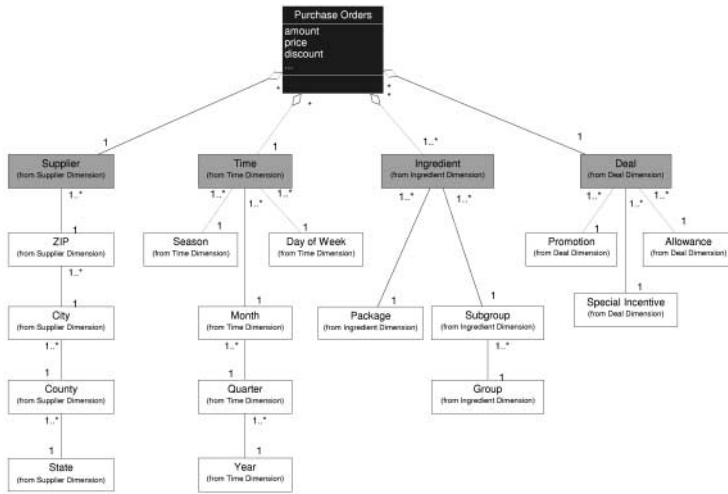 Purchase Orders
amount
price
discount
...
* * * *
1 1 1..* 1
Supplier Time Ingredient Deal
(from Supplier Dimension) (from Time Dimension) (from Ingredient Dimension) (from Deal Dimension)
1..* 1..* 1..* 1..* 1..* 1..* 1..* 1..* 1..*
1 1 1 1 1
ZIP Season Day of Week Promotion Allowance
(from Supplier Dimension) (from Time Dimension) (from Time Dimension) (from Deal Dimension) (from Deal Dimension)
1..*
1 1 1 1 1
City Month Package Subgroup Special Incentive
(from Supplier Dimension) (from Time Dimension) (from Ingredient Dimension) (from Ingredient Dimension) (from Deal Dimension)
1..* 1..* 1..*
1 1 1
County Quarter Group
(from Supplier Dimension) (from Time Dimension) (from Ingredient Dimension)
1..* 1..*
1 1
State Year
(from Supplier Dimension) (from Time Dimension)